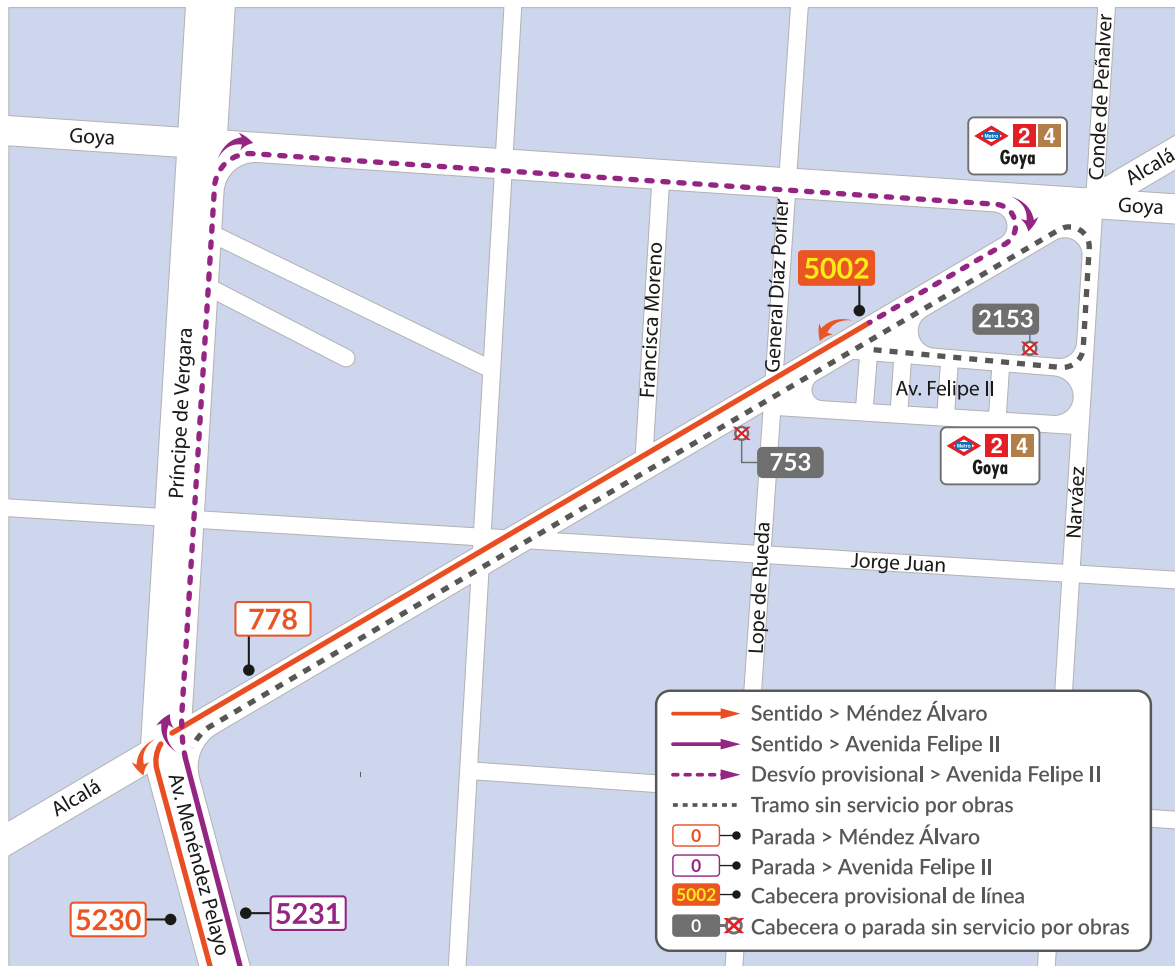 Conde de Peñalver
Goya
Metro 2 4
Goya
Alcalá
Goya
General Díaz Porlier
Francisca Moreno
5002
2153
Príncipe de Vergara
Av. Felipe II
Metro 2 4
Goya
753
Narváez
Lope de Rueda
Jorge Juan
778
Alcalá
Av. Menéndez Pelayo
5230
5231
Sentido > Méndez Álvaro
Sentido > Avenida Felipe II
Desvío provisional > Avenida Felipe II
Tramo sin servicio por obras
0 Parada > Méndez Álvaro
0 Parada > Avenida Felipe II
5002 Cabecera provisional de línea
0 Cabecera o parada sin servicio por obras